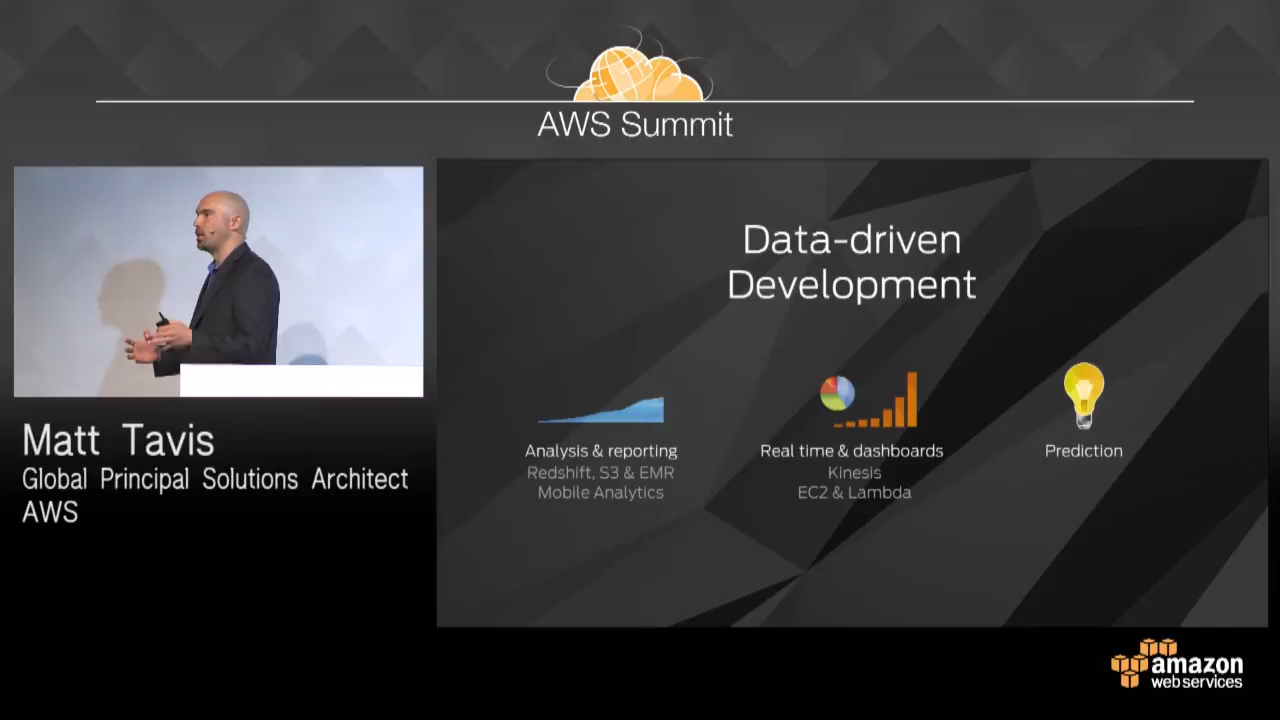 AWS Summit
Matt Tavis
Global Principal Solutions Architect
AWS
Data-driven
Development
Analysis & reporting
Redshift, S3 & EMR
Mobile Analytics
Real time & dashboards
Kinesis
EC2 & Lambda
Prediction
amazon
web services